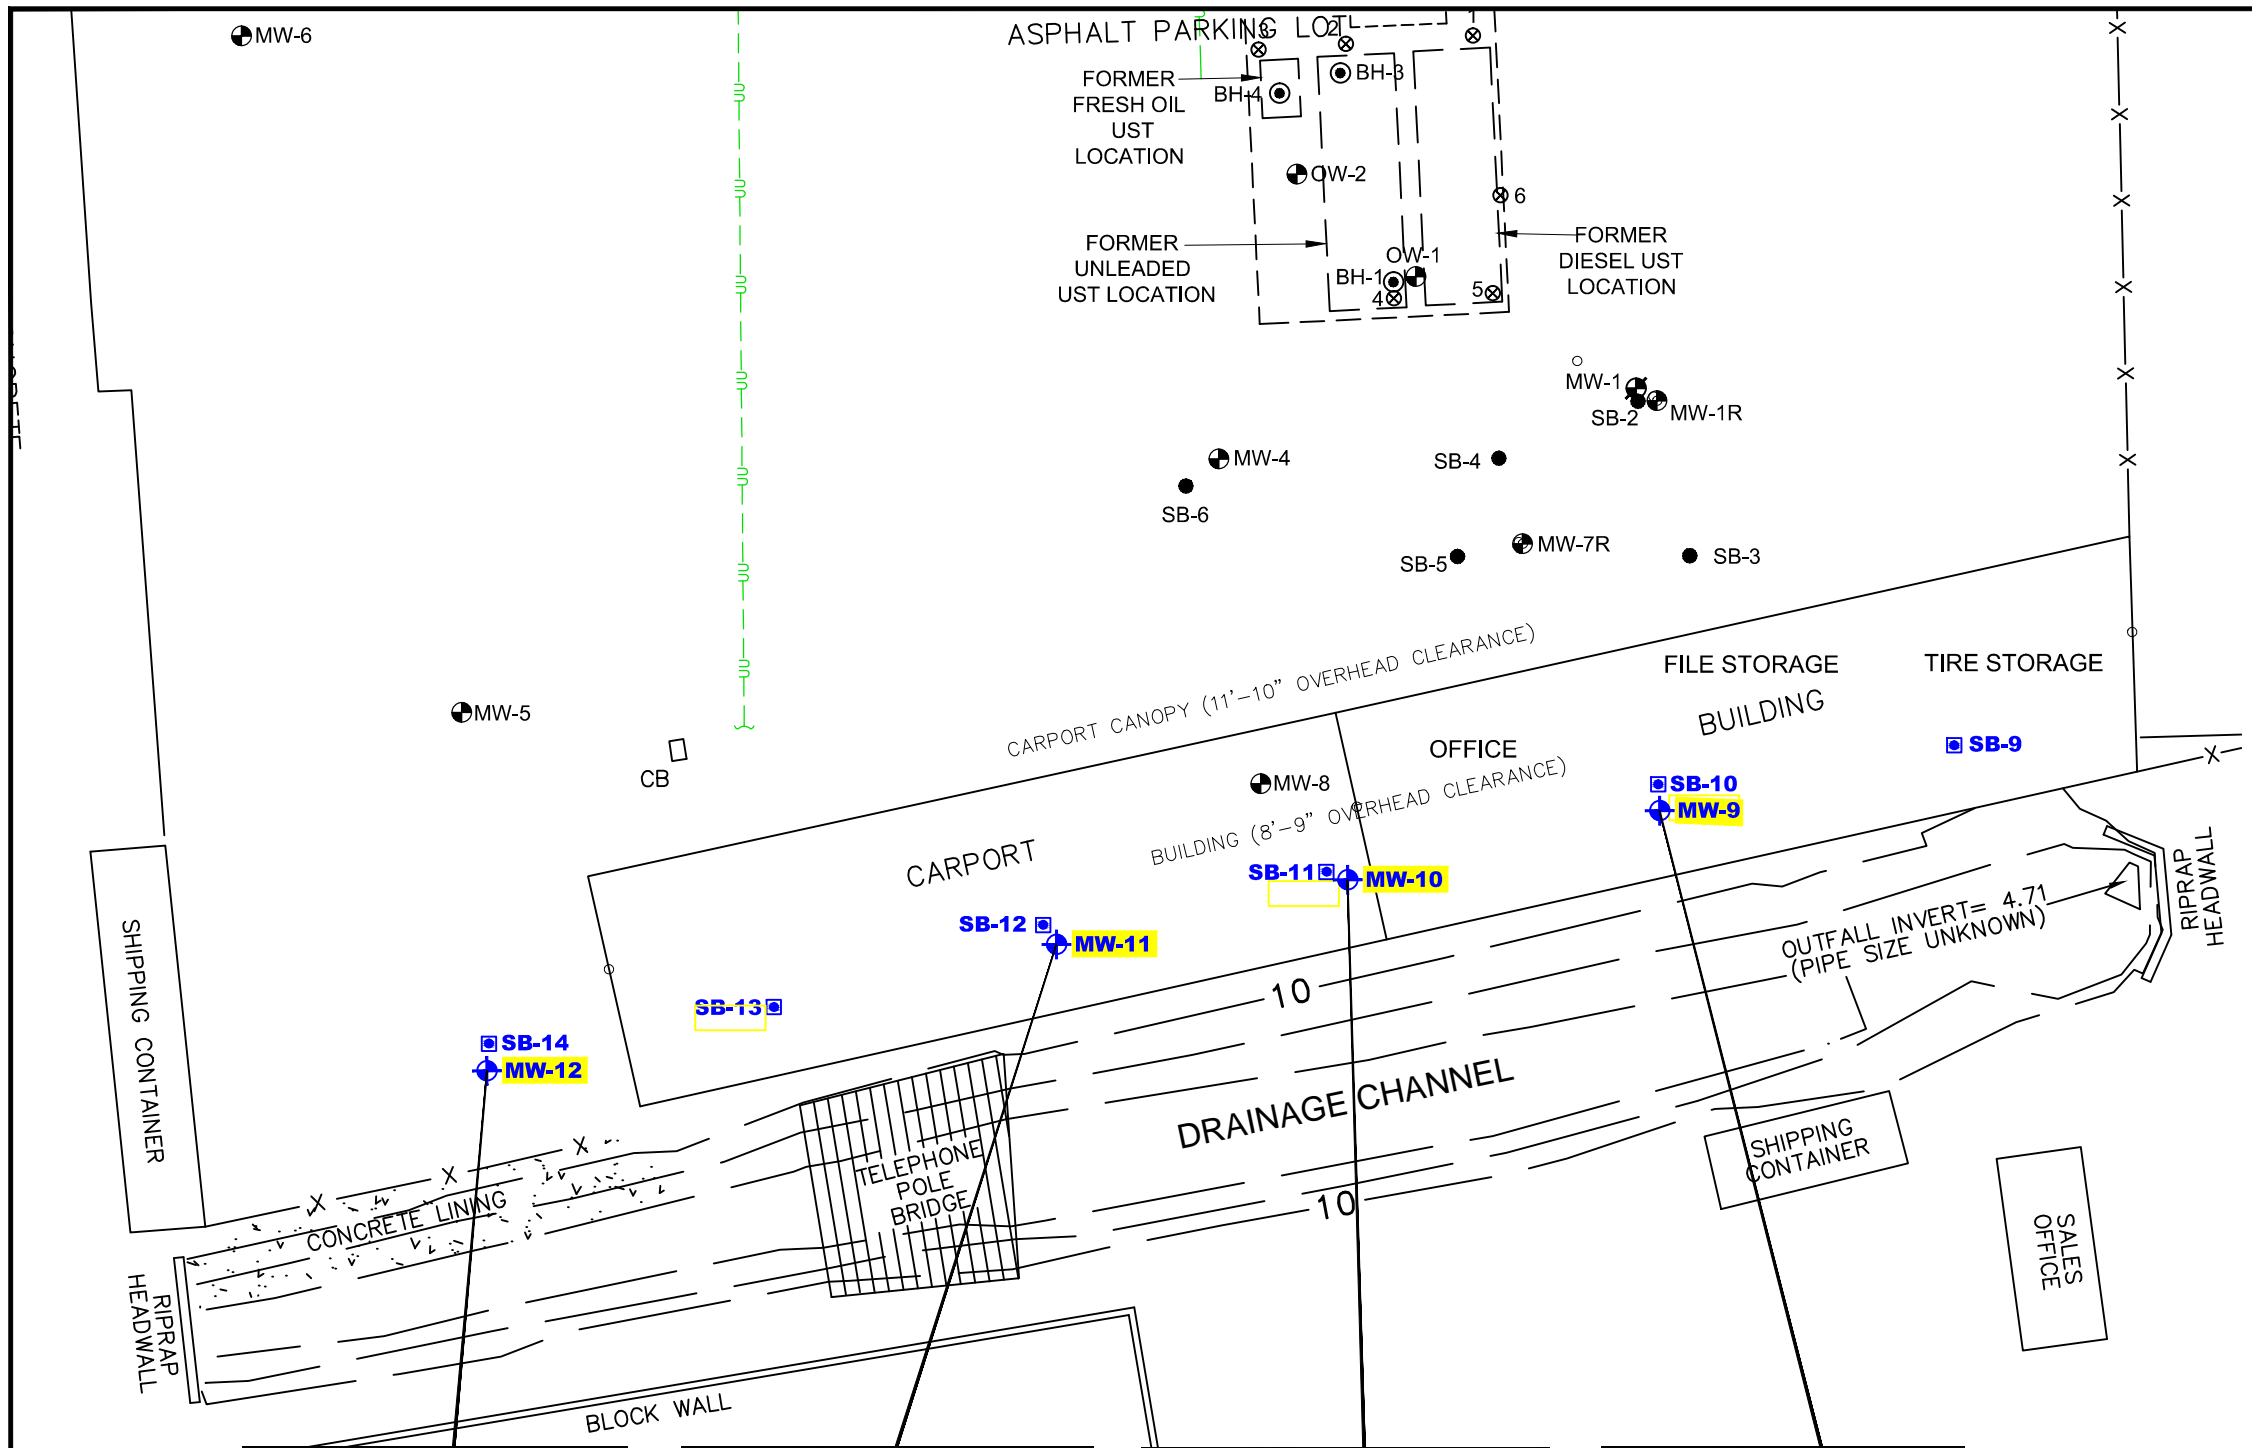 MW-6
ASPHALT PARKING LOT
3
2
1
FORMER
FRESH OIL
UST
LOCATION
BH-3
BH-4
OW-2
6
FORMER
UNLEADED
UST LOCATION
FORMER
DIESEL UST
LOCATION
OW-1
BH-1
4
5
MW-1
SB-2
MW-1R
MW-4
SB-4
SB-6
MW-7R
SB-5
SB-3
CARPORT CANOPY (11'-10" OVERHEAD CLEARANCE)
FILE STORAGE
TIRE STORAGE
BUILDING
MW-5
CB
OFFICE
SB-9
MW-8
BUILDING (8'-9" OVERHEAD CLEARANCE)
SB-10
MW-9
CARPORT
SB-11
MW-10
SB-12
MW-11
SB-13
SB-14
MW-12
SHIPPING CONTAINER
10
OUTFALL INVERT= 4.71
(PIPE SIZE UNKNOWN)
RIPRAP
HEADWALL
DRAINAGE CHANNEL
TELEPHONE
POLE
BRIDGE
10
SHIPPING
CONTAINER
SALES
OFFICE
CONCRETE LINING
RIPRAP
HEADWALL
BLOCK WALL
X
X
X
X
X
X
X
X
X
X